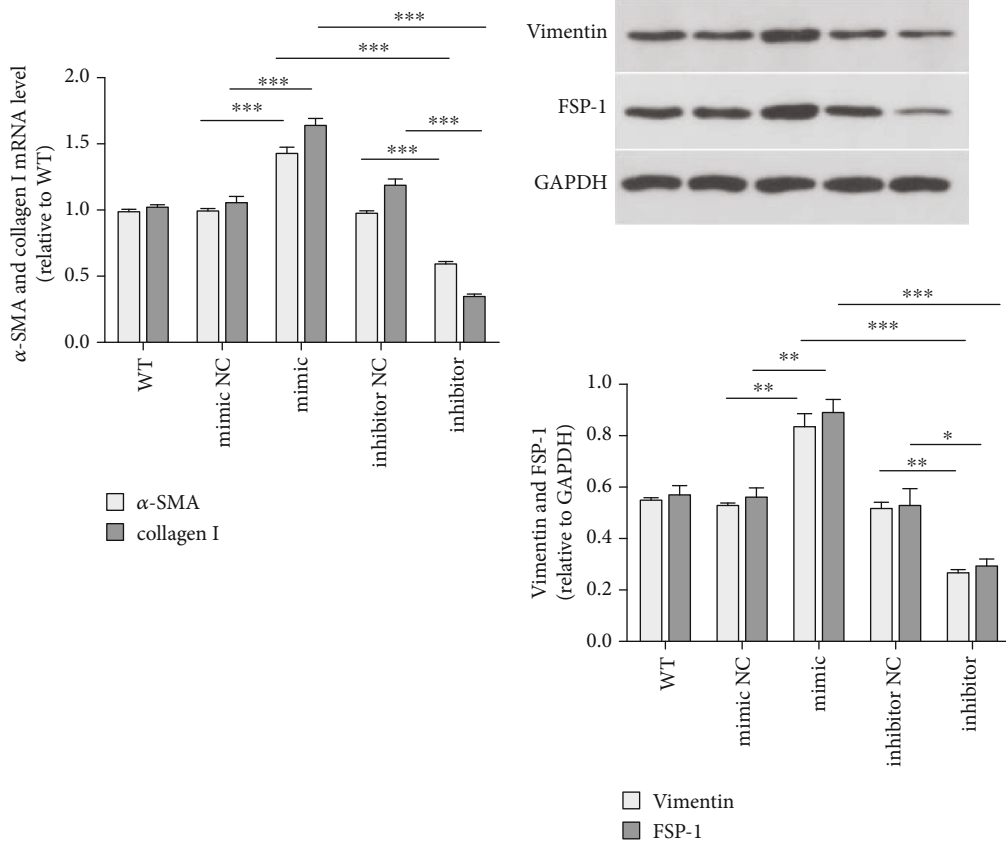 α-SMA and collagen I mRNA level
(relative to WT)
2.0
1.5
1.0
0.5
0.0
***
***
***
***
***
***
WT
mimic NC
mimic
inhibitor NC
inhibitor
α-SMA
collagen I
Vimentin
FSP-1
GAPDH
Vimentin and FSP-1
(relative to GAPDH)
1.0
0.8
0.6
0.4
0.2
0.0
***
***
**
**
*
**
WT
mimic NC
mimic
inhibitor NC
inhibitor
Vimentin
FSP-1